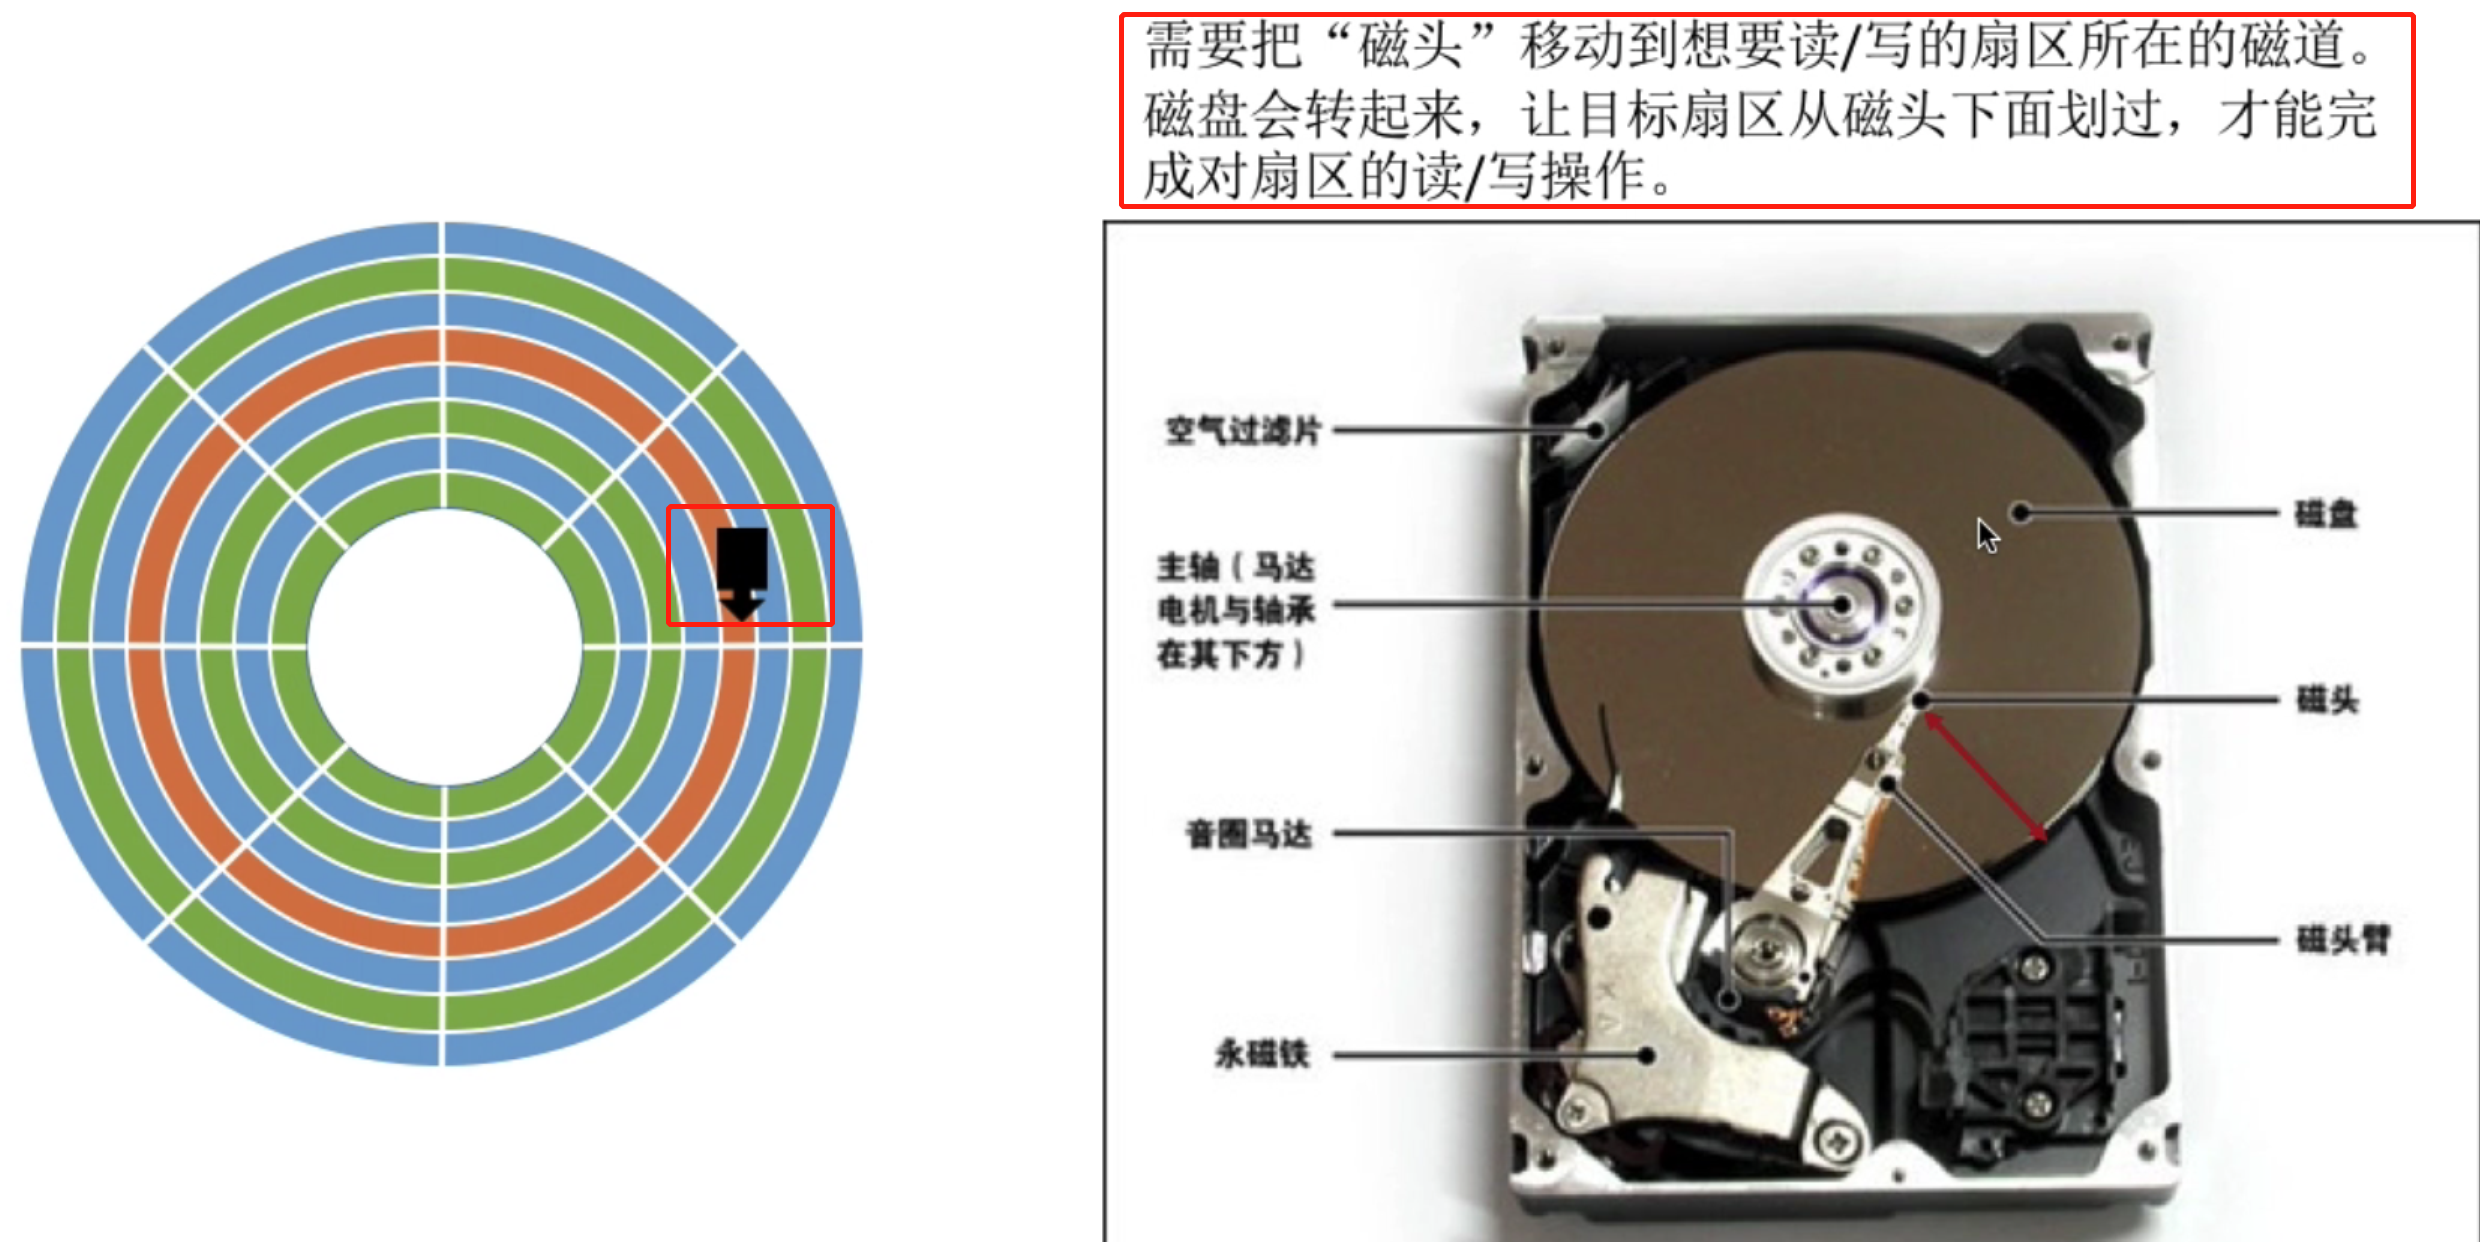 需要把“磁头”移动到想要读/写的扇区所在的磁道。
磁盘会转起来，让目标扇区从磁头下面划过，才能完
成对扇区的读/写操作。
空气过滤片
磁盘
主轴（马达
电机与轴承
在其下方）
磁头
音圈马达
磁头臂
永磁铁